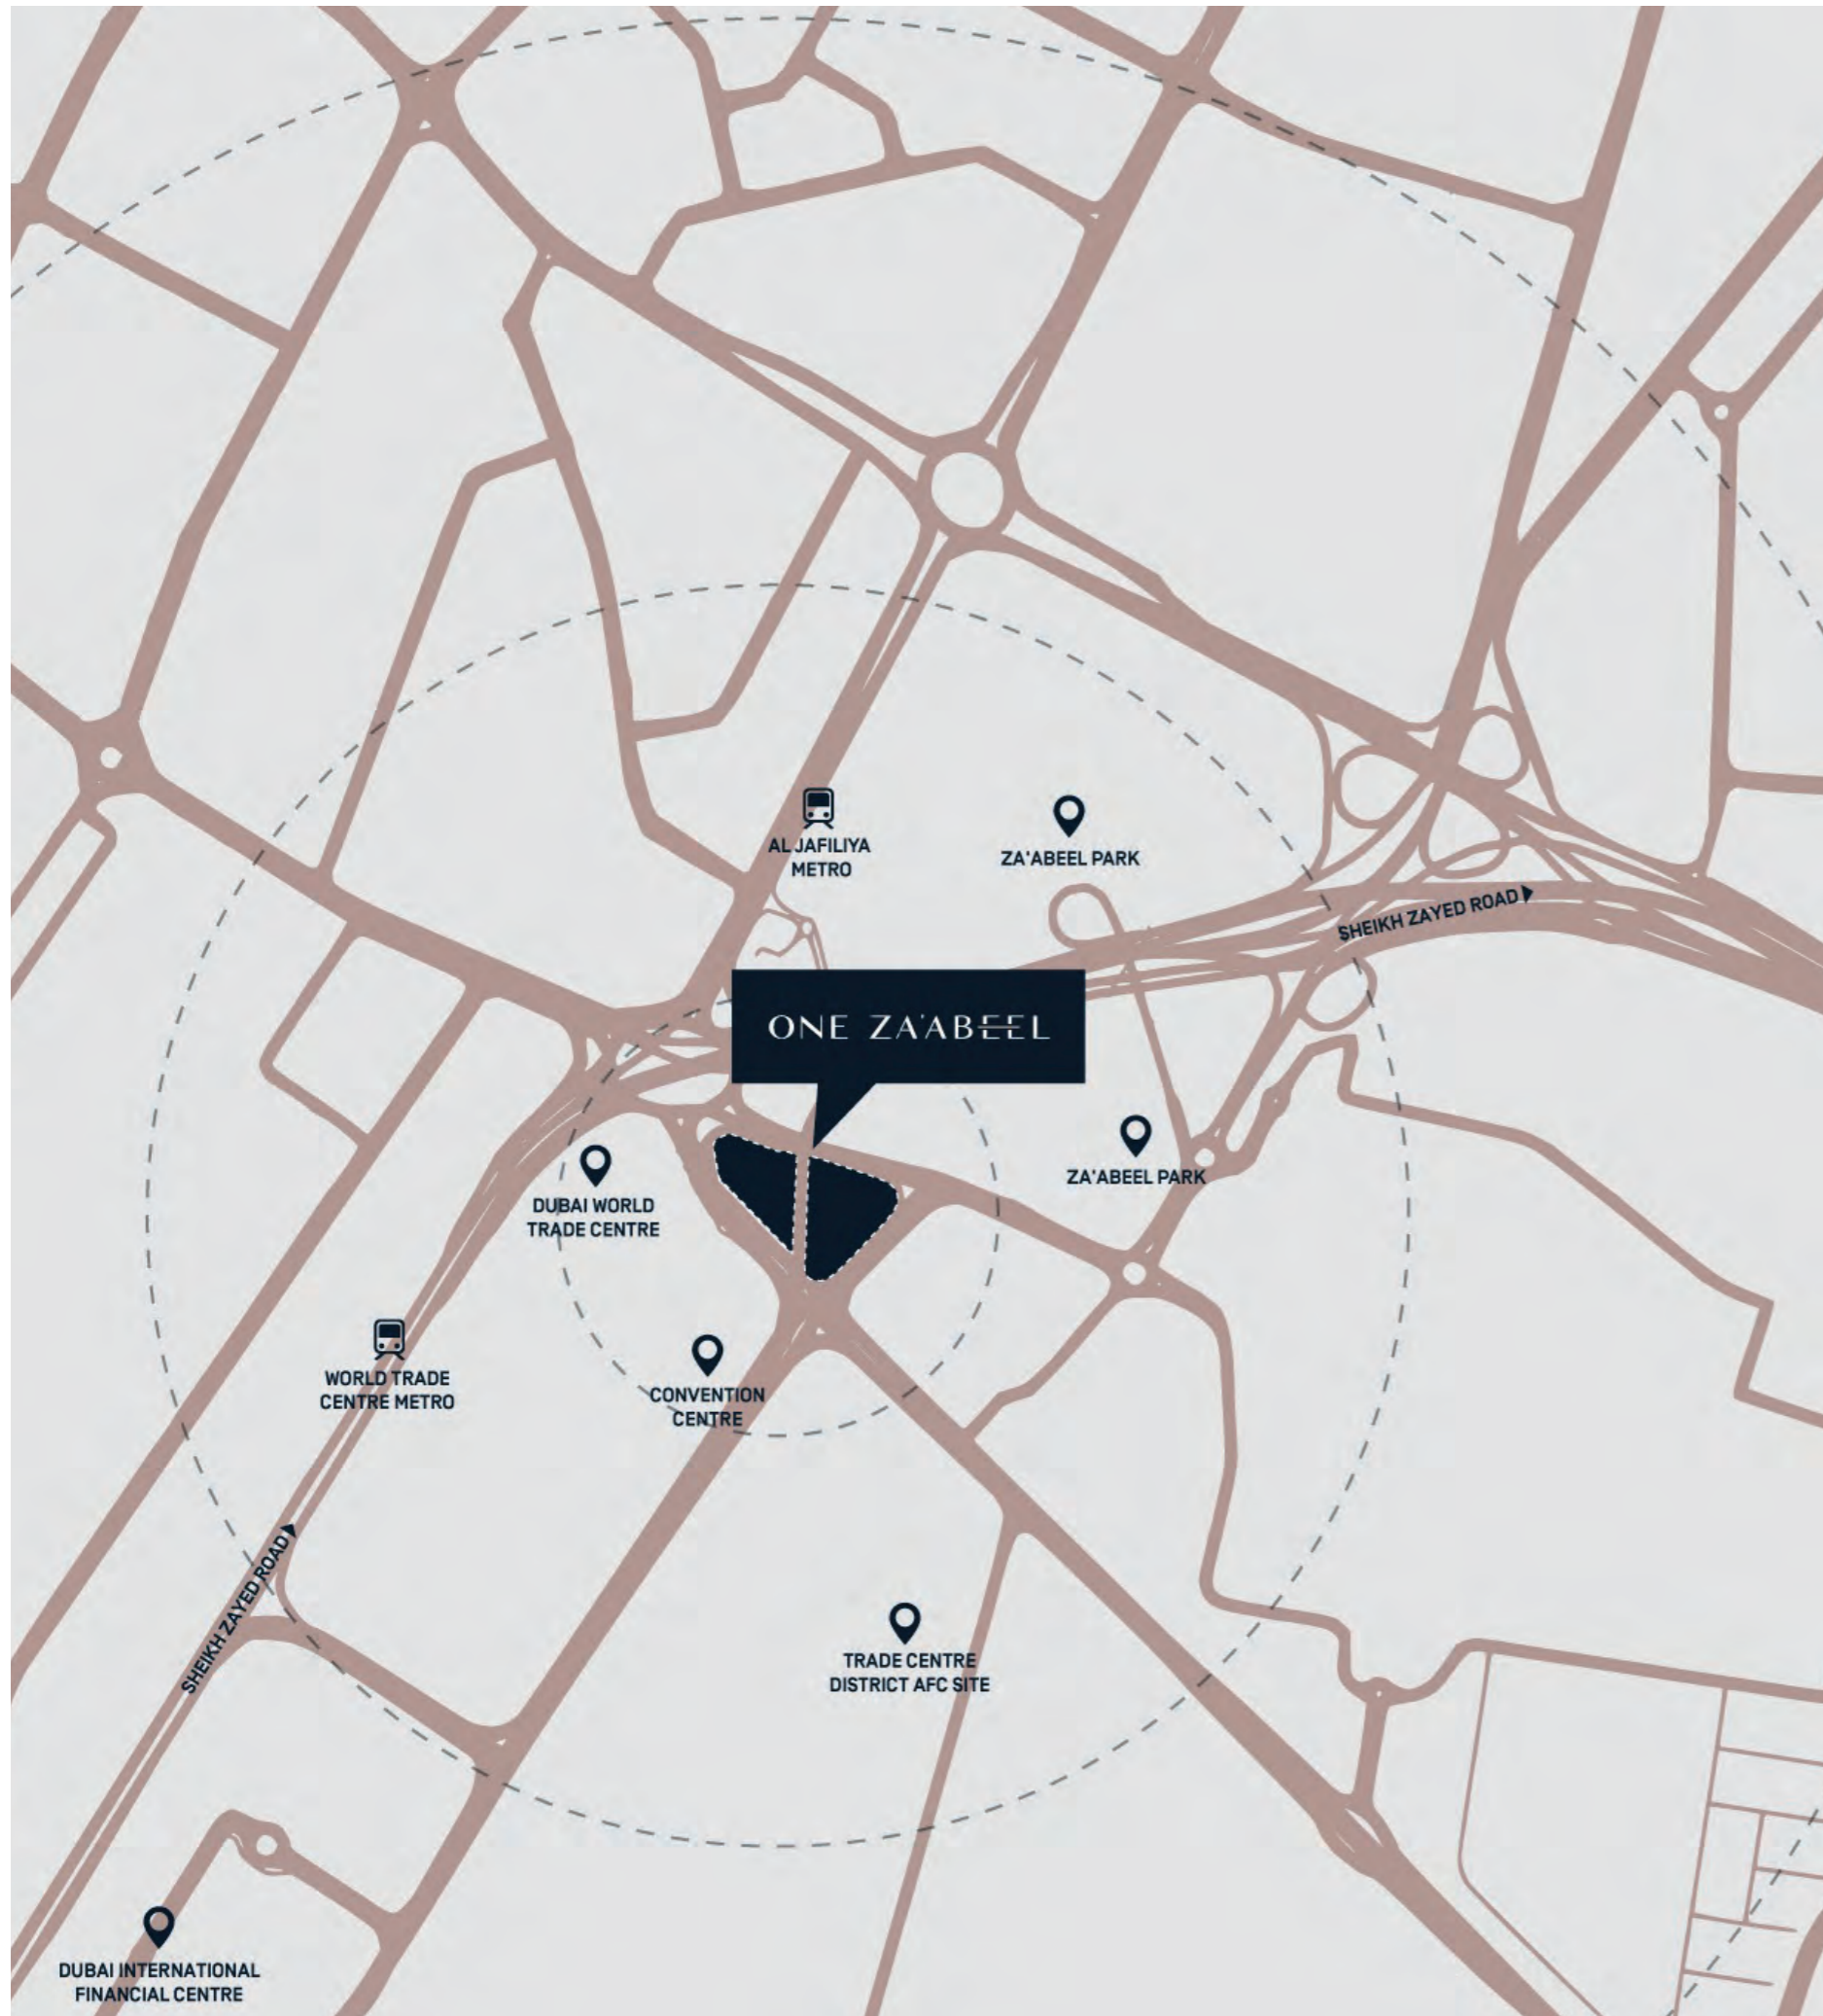 AL JAFILIYA
METRO
ZA'ABEEL PARK
SHEIKH ZAYED ROAD
ONE ZA'ABEEL
ZA'ABEEL PARK
DUBAI WORLD
TRADE CENTRE
WORLD TRADE
CENTRE METRO
CONVENTION
CENTRE
SHEIKH ZAYED ROAD
TRADE CENTRE
DISTRICT AFC SITE
DUBAI INTERNATIONAL
FINANCIAL CENTRE